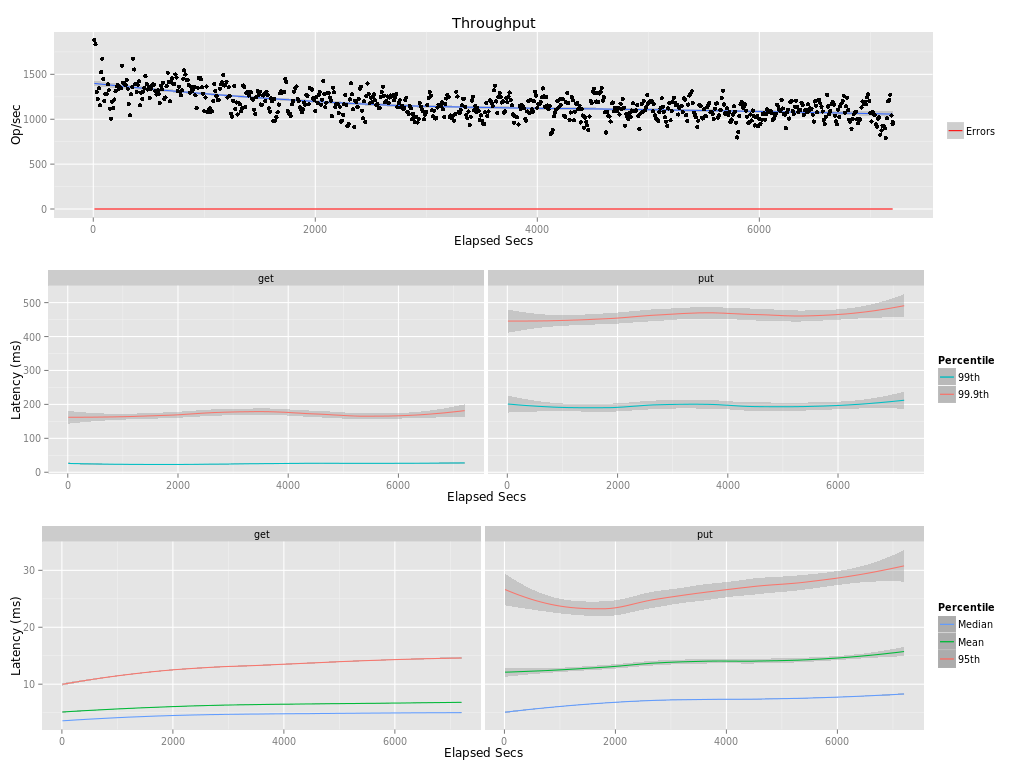 Throughput
1500
1000
500
0
Op/sec
0 2000 4000 6000
Elapsed Secs
Errors
get put
500
400
300
200
100
0
Latency (ms)
0 2000 4000 6000 0 2000 4000 6000
Elapsed Secs
Percentile
99th
99.9th
get put
30
20
10
Latency (ms)
0 2000 4000 6000 0 2000 4000 6000
Elapsed Secs
Percentile
Median
Mean
95th